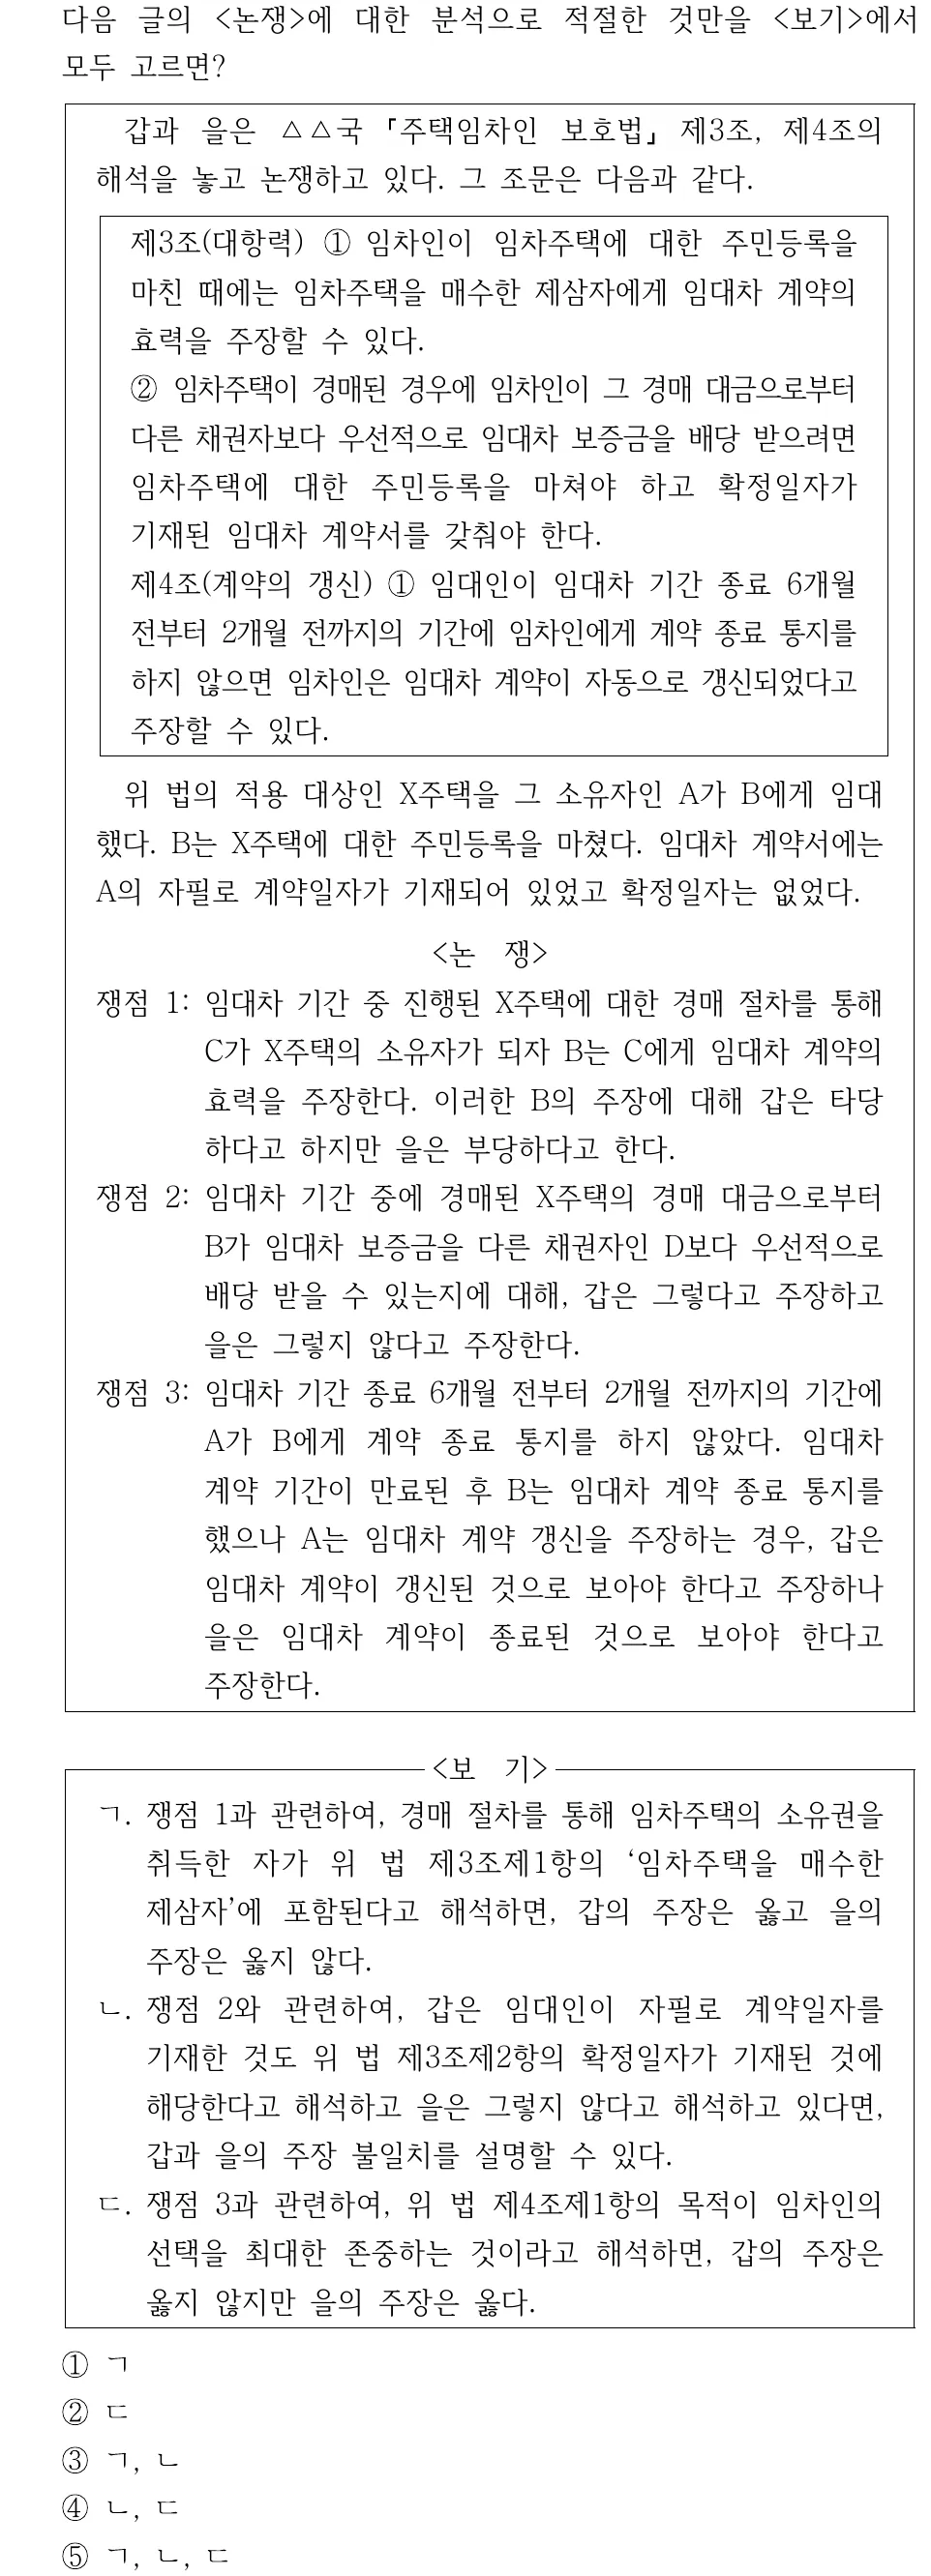 다음 글의 <논쟁>에 대한 분석으로 적절한 것만을 <보기>에서
모두 고르면?
갑과 을은 △△국 「주택임차인 보호법」 제3조, 제4조의
해석을 놓고 논쟁하고 있다. 그 조문은 다음과 같다.
제3조(대항력) ① 임차인이 임차주택에 대한 주민등록을
마친 때에는 임차주택을 매수한 제삼자에게 임대차 계약의
효력을 주장할 수 있다.
② 임차주택이 경매된 경우에 임차인이 그 경매 대금으로부터
다른 채권자보다 우선적으로 임대차 보증금을 배당 받으려면
임차주택에 대한 주민등록을 마쳐야 하고 확정일자가
기재된 임대차 계약서를 갖춰야 한다.
제4조(계약의 갱신) ① 임대인이 임대차 기간 종료 6개월
전부터 2개월 전까지의 기간에 임차인에게 계약 종료 통지를
하지 않으면 임차인은 임대차 계약이 자동으로 갱신되었다고
주장할 수 있다.
위 법의 적용 대상인 X주택을 그 소유자인 A가 B에게 임대
했다. B는 X주택에 대한 주민등록을 마쳤다. 임대차 계약서에는
A의 자필로 계약일자가 기재되어 있었고 확정일자는 없었다.
<논 쟁>
쟁점 1: 임대차 기간 중 진행된 X주택에 대한 경매 절차를 통해
C가 X주택의 소유자가 되자 B는 C에게 임대차 계약의
효력을 주장한다. 이러한 B의 주장에 대해 갑은 타당
하다고 하지만 을은 부당하다고 한다.
쟁점 2: 임대차 기간 중에 경매된 X주택의 경매 대금으로부터
B가 임대차 보증금을 다른 채권자인 D보다 우선적으로
배당 받을 수 있는지에 대해, 갑은 그렇다고 주장하고
을은 그렇지 않다고 주장한다.
쟁점 3: 임대차 기간 종료 6개월 전부터 2개월 전까지의 기간에
A가 B에게 계약 종료 통지를 하지 않았다. 임대차
계약 기간이 만료된 후 B는 임대차 계약 종료 통지를
했으나 A는 임대차 계약 갱신을 주장하는 경우, 갑은
임대차 계약이 갱신된 것으로 보아야 한다고 주장하나
을은 임대차 계약이 종료된 것으로 보아야 한다고
주장한다.
<보 기>
ㄱ. 쟁점 1과 관련하여, 경매 절차를 통해 임차주택의 소유권을
취득한 자가 위 법 제3조제1항의 ‘임차주택을 매수한
제삼자’에 포함된다고 해석하면, 갑의 주장은 옳고 을의
주장은 옳지 않다.
ㄴ. 쟁점 2와 관련하여, 갑은 임대인이 자필로 계약일자를
기재한 것도 위 법 제3조제2항의 확정일자가 기재된 것에
해당한다고 해석하고 을은 그렇지 않다고 해석하고 있다면,
갑과 을의 주장 불일치를 설명할 수 있다.
ㄷ. 쟁점 3과 관련하여, 위 법 제4조제1항의 목적이 임차인의
선택을 최대한 존중하는 것이라고 해석하면, 갑의 주장은
옳지 않지만 을의 주장은 옳다.
① ㄱ
② ㄷ
③ ㄱ, ㄴ
④ ㄴ, ㄷ
⑤ ㄱ, ㄴ, ㄷ